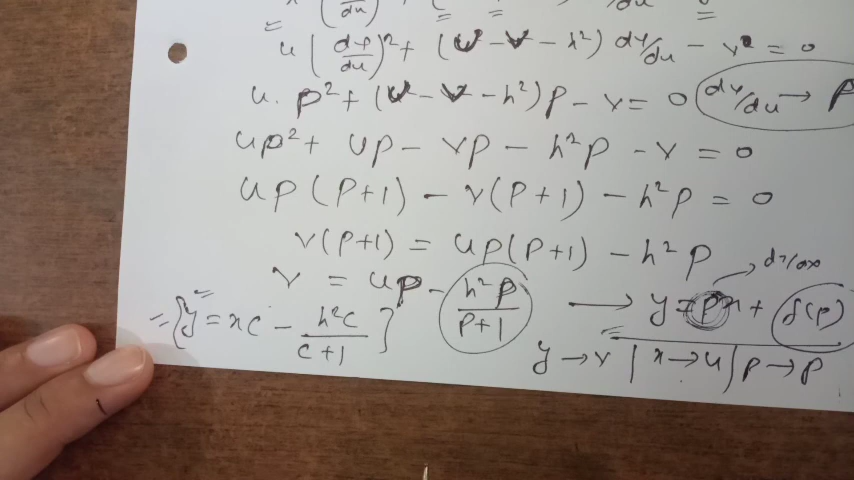 u (dv/du)² + (u - v - h²) dv/du - v = 0
u. p² + (u - v - h²)p - v = 0 dv/du → p
up² + up - vp - h²p - v = 0
up (p+1) - v(p+1) - h²p = 0
v(p+1) = up(p+1) - h²p
v = up - h²p/p+1 → y = px + f(p)
= {y = xc - h²c/c+1}
y → v | x → u | p → p